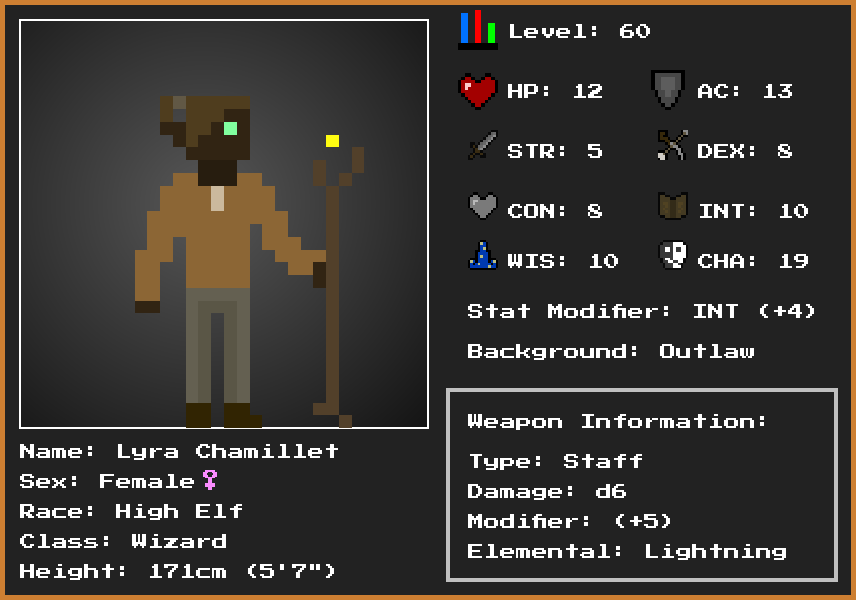 Level: 60
HP: 12
AC: 13
STR: 5
DEX: 8
CON: 8
INT: 10
WIS: 10
CHA: 19
Stat Modifier: INT (+4)
Background: Outlaw
Weapon Information:
Type: Staff
Damage: d6
Modifier: (+5)
Elemental: Lightning
Name: Lyra Chamillet
Sex: Female♀
Race: High Elf
Class: Wizard
Height: 171cm (5'7")